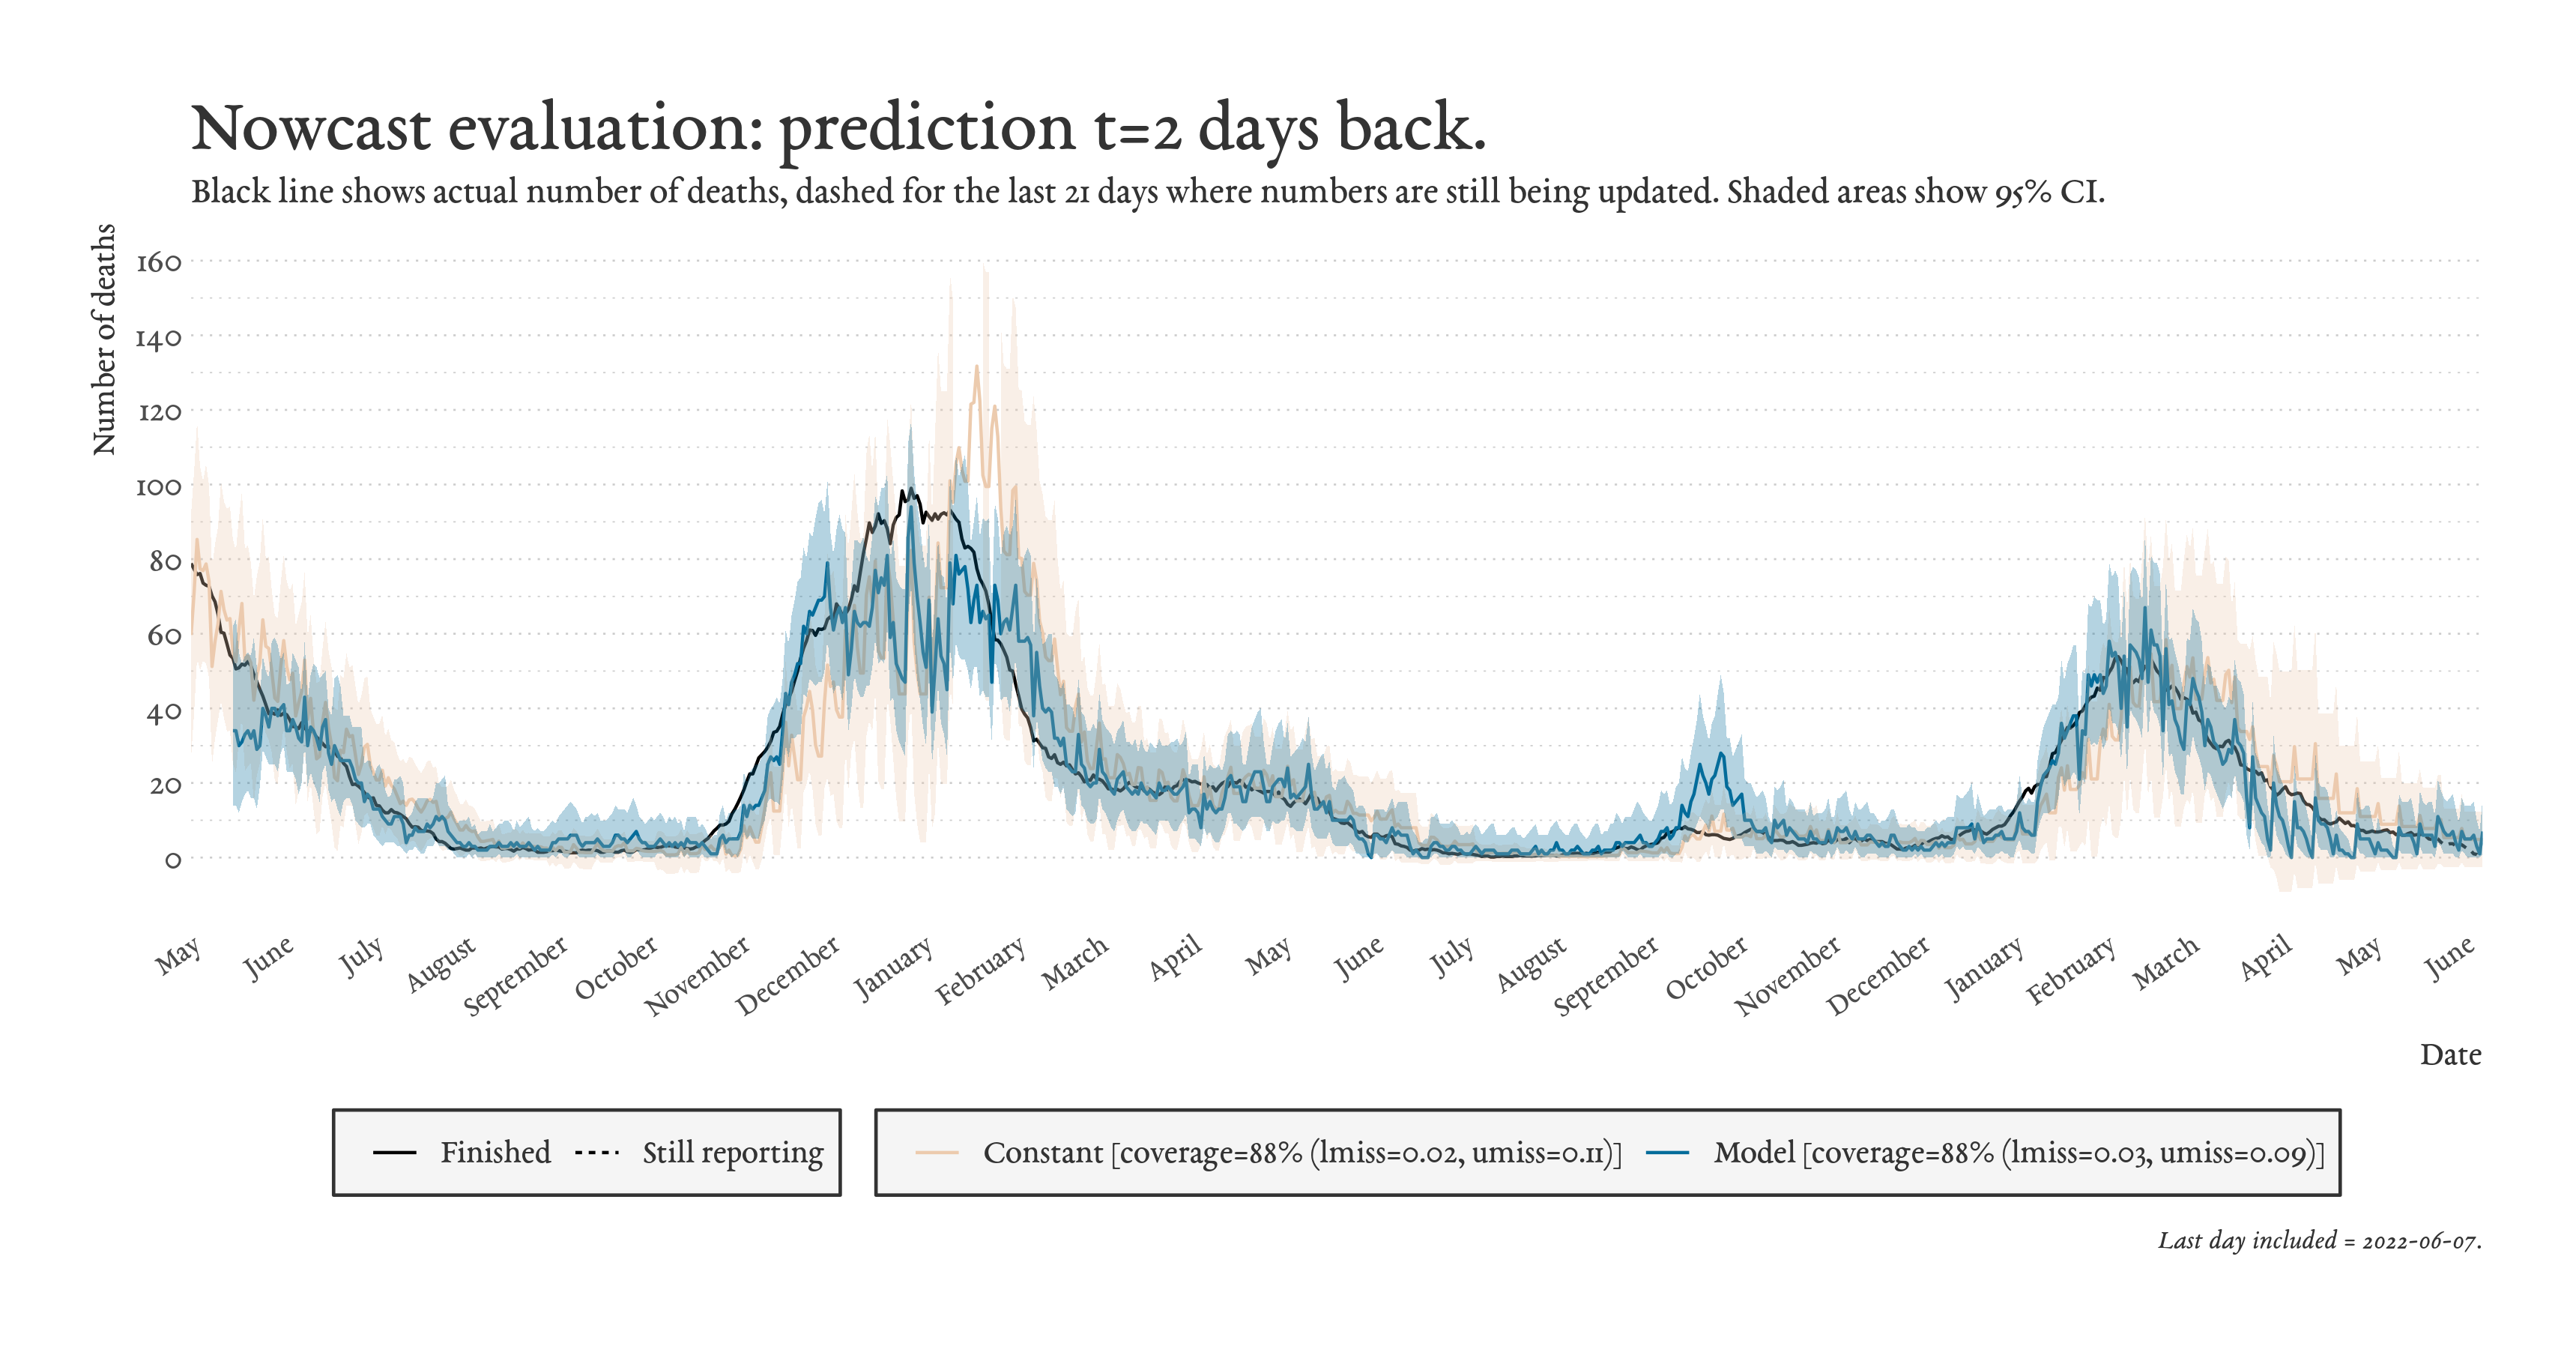 Nowcast evaluation: prediction t=2 days back.
Black line shows actual number of deaths, dashed for the last 21 days where numbers are still being updated. Shaded areas show 95% CI.
Number of deaths
160
140
120
100
80
60
40
20
0
May June July August September October November December January February March April May June July August September October November December January February March April May June
Date
Finished Still reporting Constant [coverage=88% (lmiss=0.02, umiss=0.11)] Model [coverage=88% (lmiss=0.03, umiss=0.09)]
Last day included = 2022-06-07.